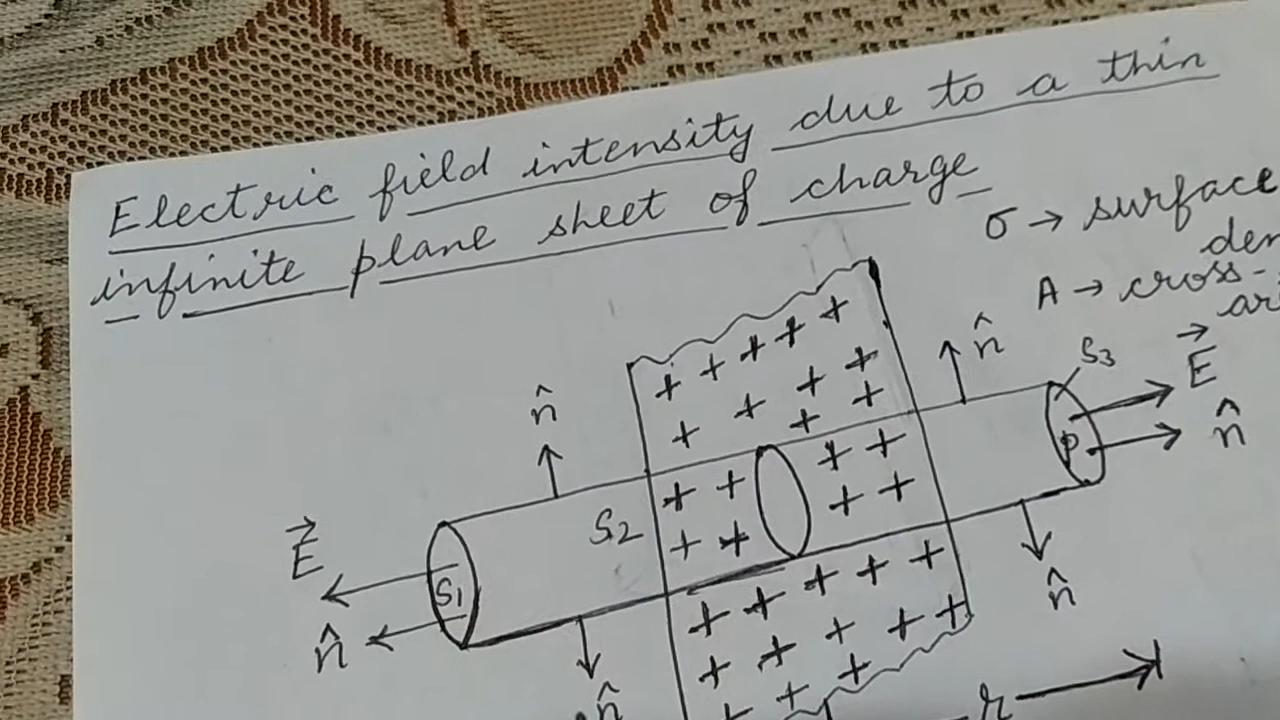 Electric field intensity due to a thin
infinite plane sheet of charge
σ → surface
A → cross-
n̂
n̂
S3
E⃗
n̂
P
S2
E⃗
S1
n̂
n̂
n̂
r